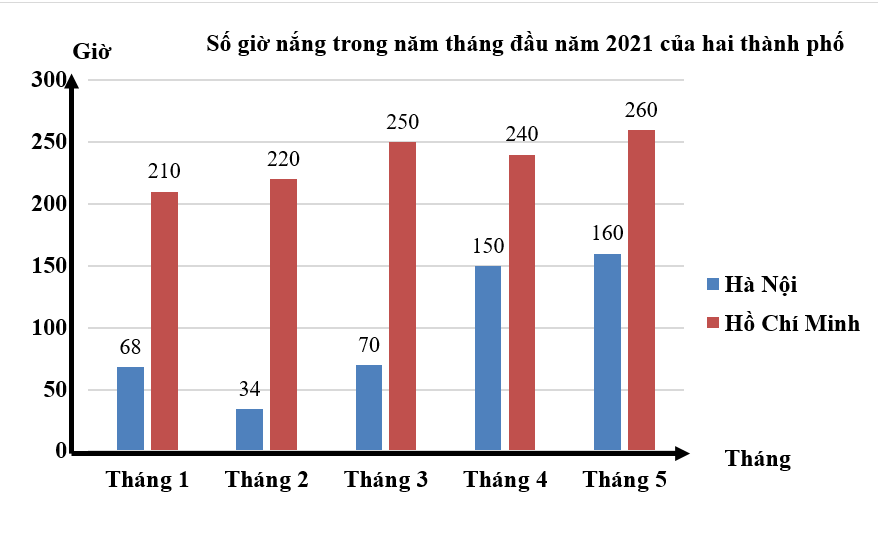 Số giờ nắng trong năm tháng đầu năm 2021 của hai thành phố
Giờ
300
250
200
150
100
50
0
68
210
34
220
70
250
150
240
160
260
Tháng 1
Tháng 2
Tháng 3
Tháng 4
Tháng 5
Tháng
Hà Nội
Hồ Chí Minh